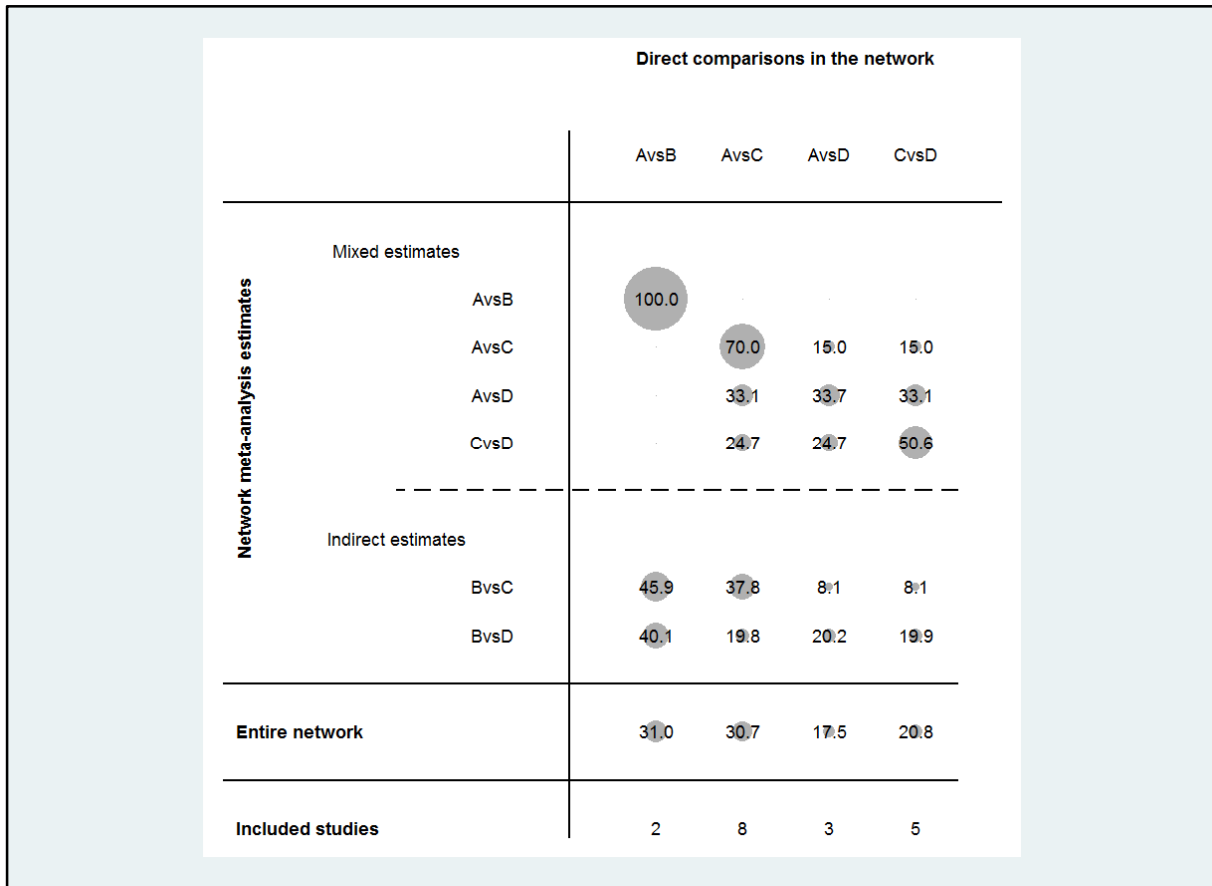 Direct comparisons in the network
AvsB AvsC AvsD CvsD
Network meta-analysis estimates
Mixed estimates
AvsB 100.0 . . .
AvsC . 70.0 15.0 15.0
AvsD . 33.1 33.7 33.1
CvsD . 24.7 24.7 50.6
Indirect estimates
BvsC 45.9 37.8 8.1 8.1
BvsD 40.1 19.8 20.2 19.9
Entire network 31.0 30.7 17.5 20.8
Included studies 2 8 3 5